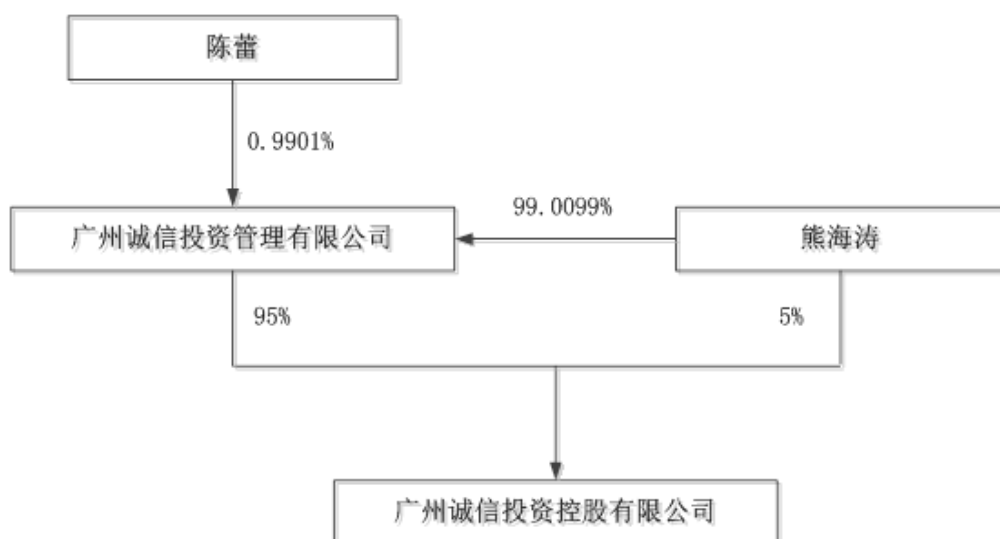 陈蕾
0.9901%
99.0099%
广州诚信投资管理有限公司
熊海涛
95%
5%
广州诚信投资控股有限公司